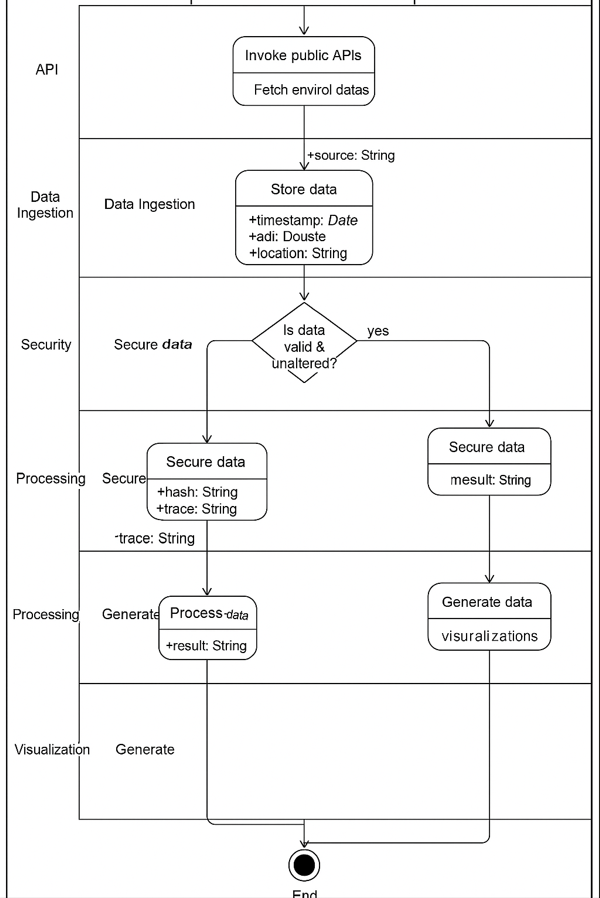 API
Invoke public APIs
Fetch envirol datas
+source: String
Data
Ingestion
Data Ingestion
Store data
+timestamp: Date
+adi: Douste
+location: String
Security
Secure data
Is data
valid &
unaltered?
yes
Processing
Secure
Secure data
+hash: String
+trace: String
-trace: String
Secure data
mesult: String
Processing
Generate
Process-data
+result: String
Generate data
visuralizations
Visualization
Generate
End